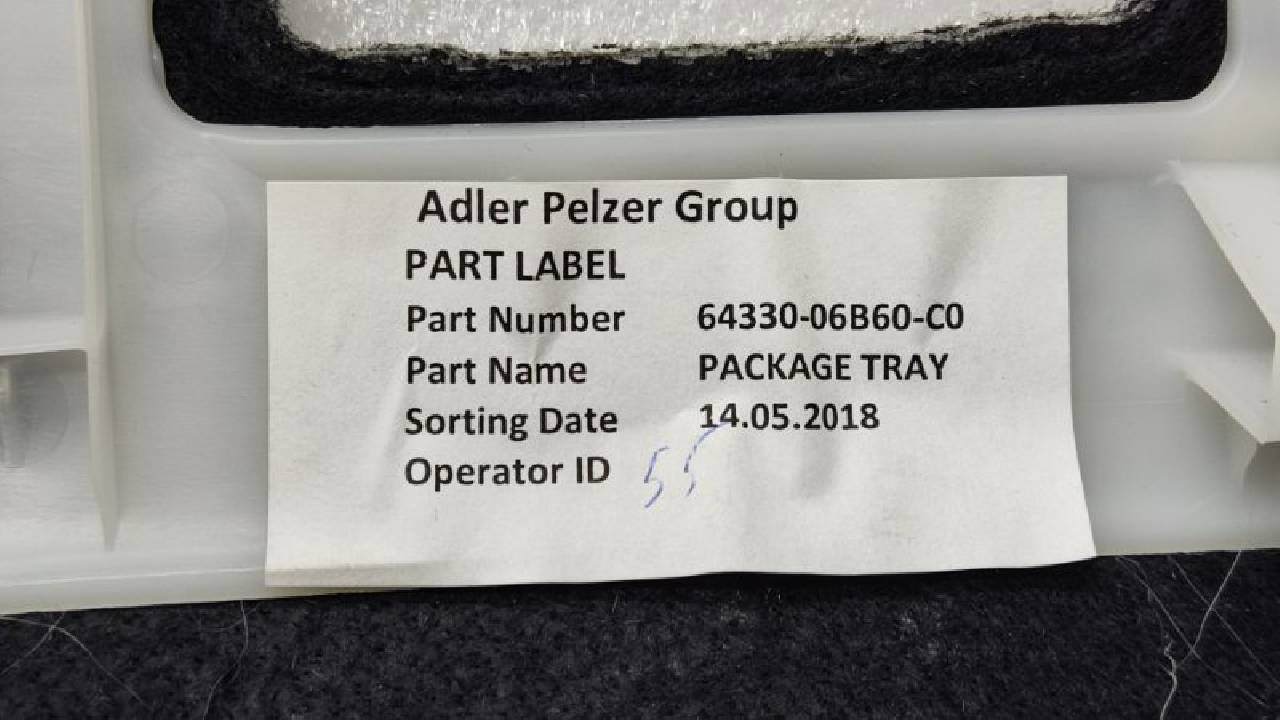 Adler Pelzer Group
PART LABEL
Part Number 64330-06B60-C0
Part Name PACKAGE TRAY
Sorting Date 14.05.2018
Operator ID 55